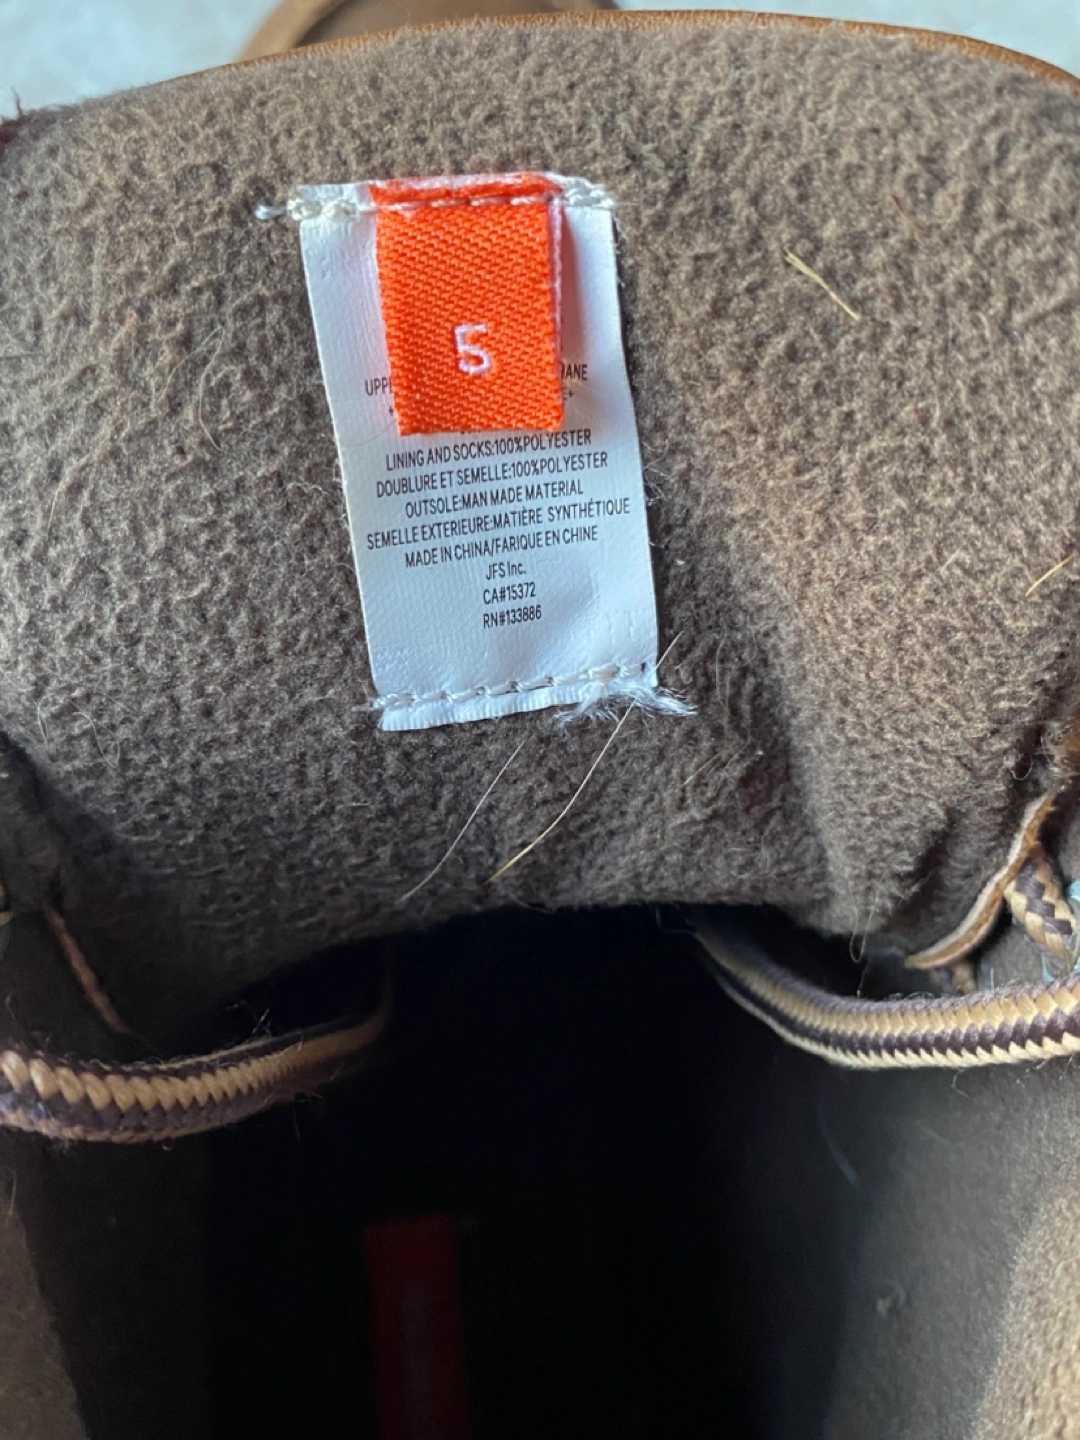 5
LINING AND SOCKS:100%POLYESTER
DOUBLURE ET SEMELLE:100%POLYESTER
OUTSOLE:MAN MADE MATERIAL
SEMELLE EXTERIEURE:MATIÈRE SYNTHÉTIQUE
MADE IN CHINA/FARIQUE EN CHINE
JFS Inc.
CA#15372
RN#133886